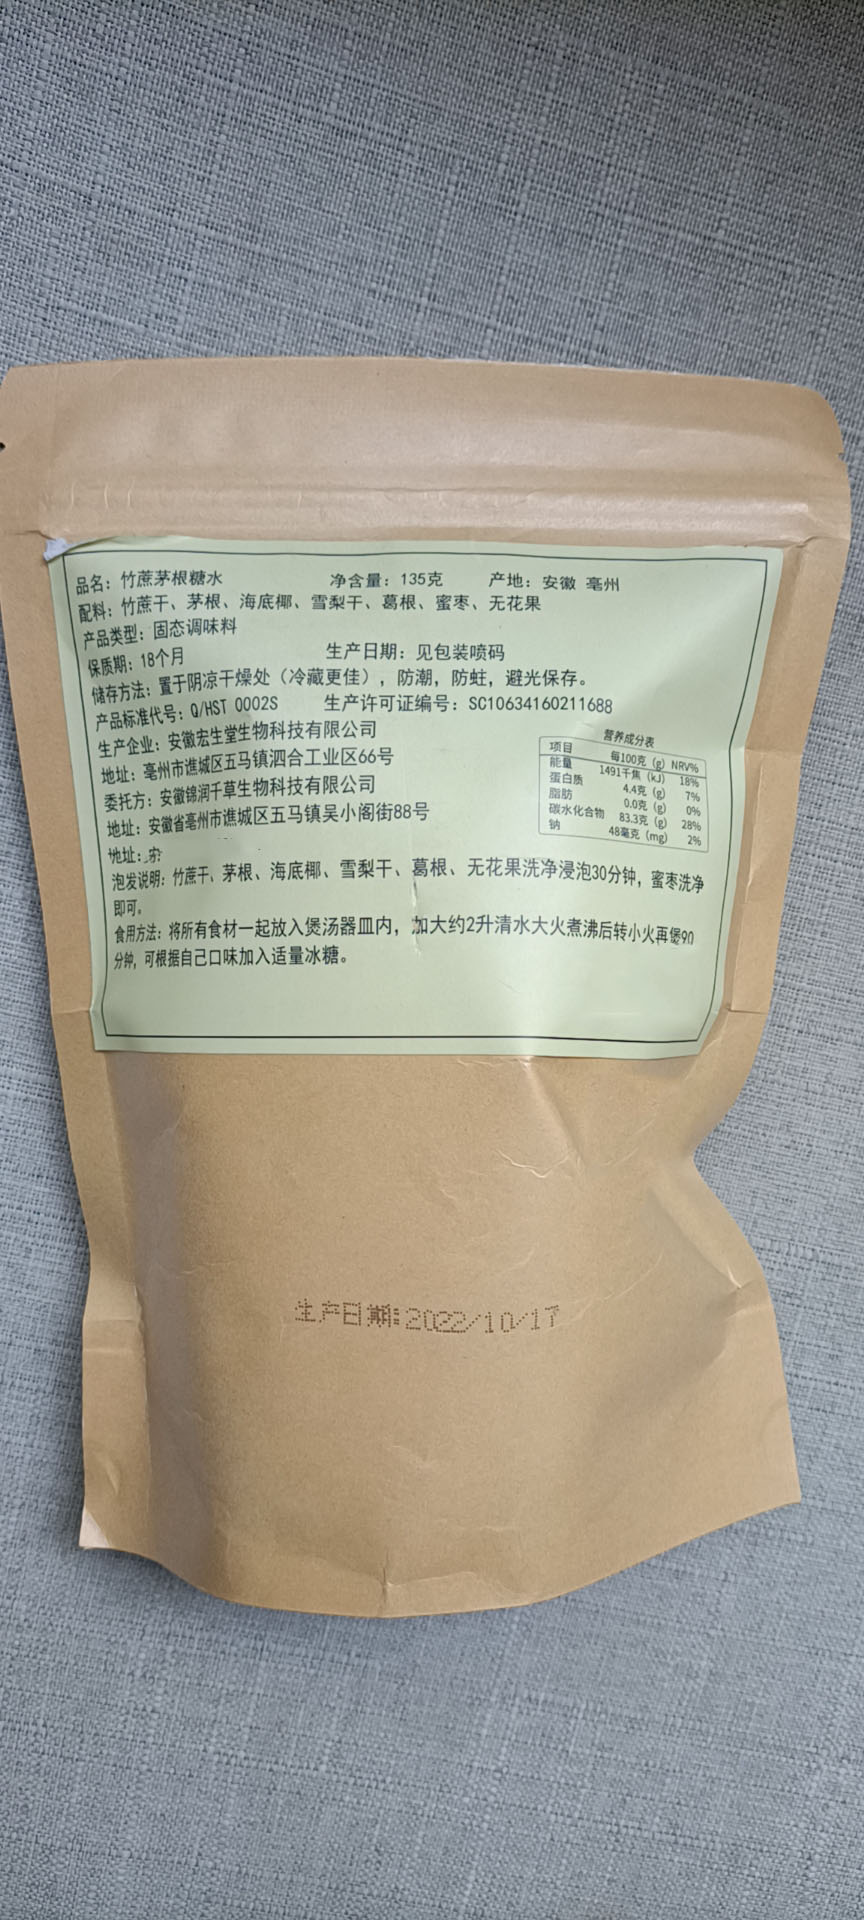 品名：竹蔗茅根糖水 净含量：135克 产地：安徽 亳州
配料：竹蔗干、茅根、海底椰、雪梨干、葛根、蜜枣、无花果
产品类型：固态调味料
保质期：18个月 生产日期：见包装喷码
储存方法：置于阴凉干燥处（冷藏更佳），防潮，防蛀，避光保存。
产品标准代号：Q/HST 0002S 生产许可证编号：SC10634160211688
生产企业：安徽宏生堂生物科技有限公司
地址：亳州市谯城区五马镇泗合工业区66号
委托方：安徽锦润千草生物科技有限公司
地址：安徽省亳州市谯城区五马镇吴小阁街88号
地址：
营养成分表
项目 每100克（g） NRV%
能量 1491千焦（kJ） 18%
蛋白质 4.4克（g） 7%
脂肪 0.0克（g） 0%
碳水化合物 83.3克（g） 28%
钠 48毫克（mg） 2%
泡发说明：竹蔗干、茅根、海底椰、雪梨干、葛根、无花果洗净浸泡30分钟，蜜枣洗净
即可。
食用方法：将所有食材一起放入煲汤器皿内，加大约2升清水大火煮沸后转小火再煲90
分钟，可根据自己口味加入适量冰糖。
生产日期：2022/10/17